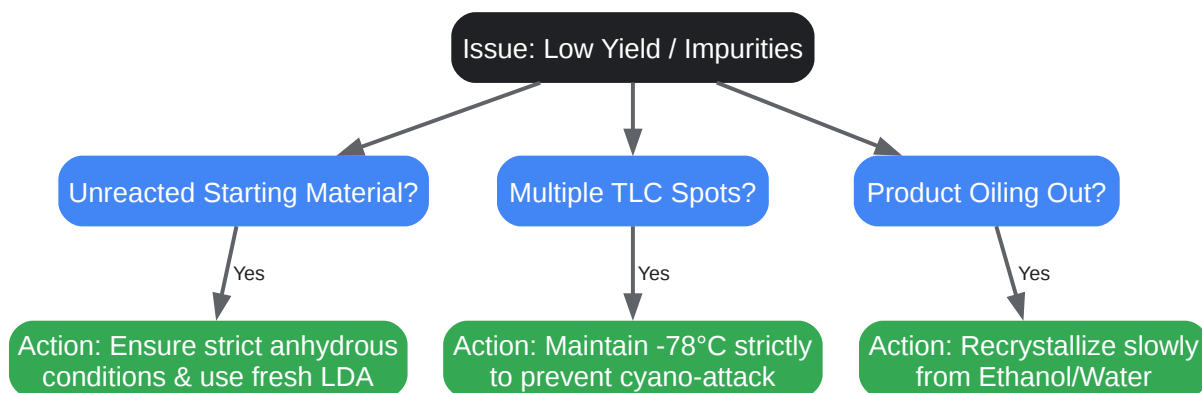 Issue: Low Yield / Impurities
Unreacted Starting Material?
Multiple TLC Spots?
Product Oiling Out?
Yes
Yes
Yes
Action: Ensure strict anhydrous
conditions & use fresh LDA
Action: Maintain -78°C strictly
to prevent cyano-attack
Action: Recrystallize slowly
from Ethanol/Water